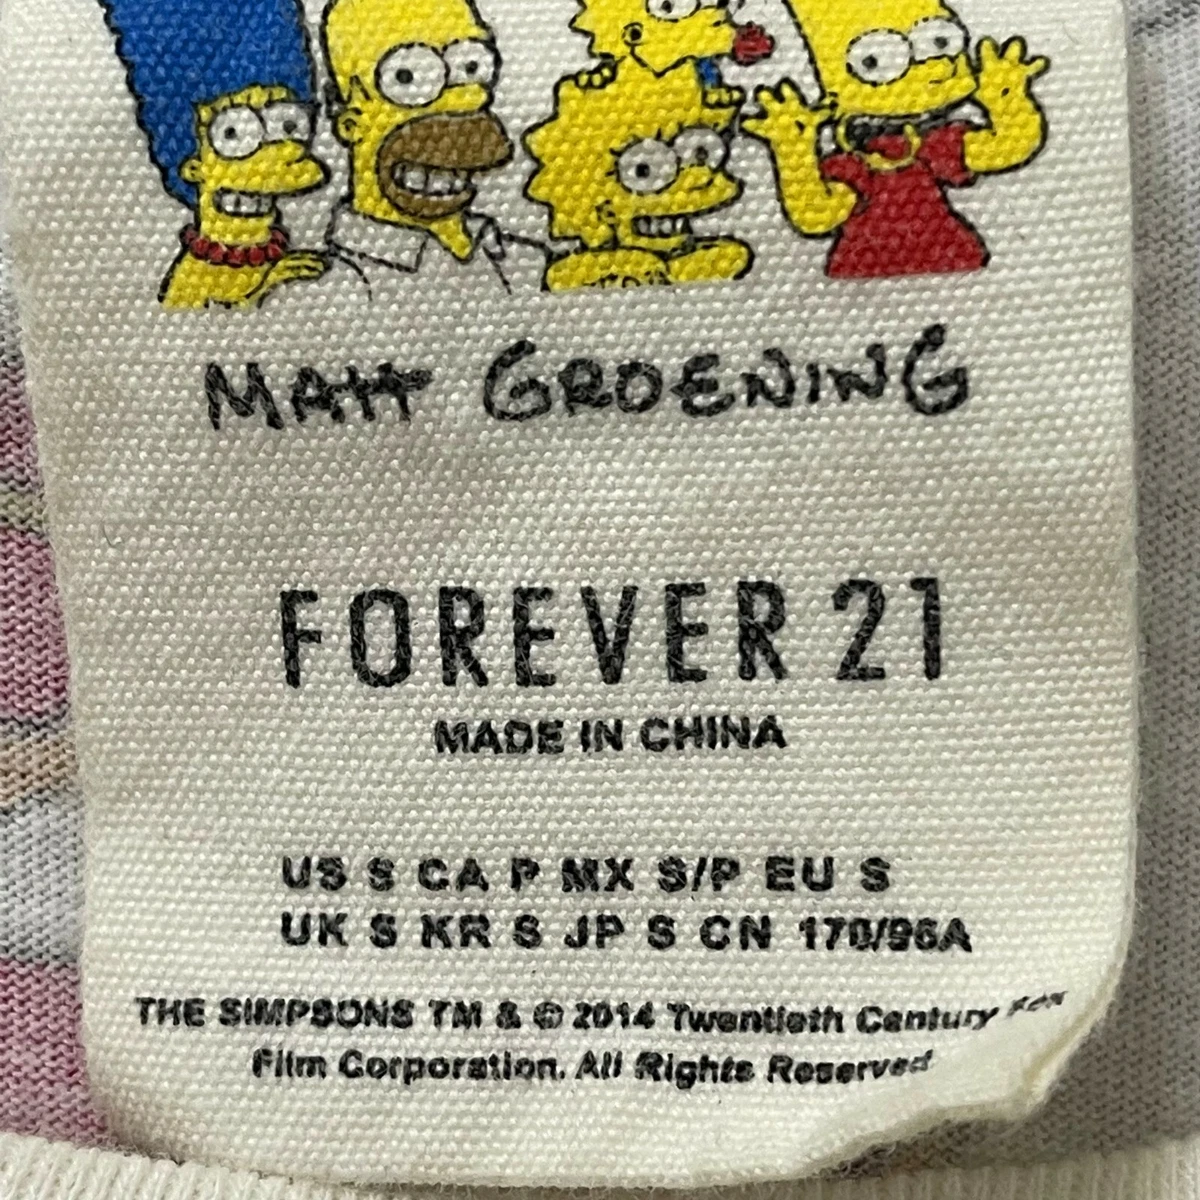 MATT GROENING
FOREVER 21
MADE IN CHINA
US S CA P MX S/P EU S
UK S KR S JP S CN 170/96A
THE SIMPSONS TM & © 2014 Twentieth Century Fox
Film Corporation. All Rights Reserved